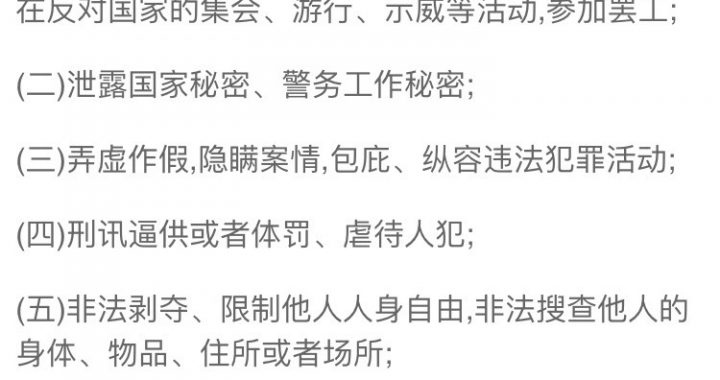 在反对国家的集会、游行、示威等活动,参加罢工;
(二)泄露国家秘密、警务工作秘密;
(三)弄虚作假,隐瞒案情,包庇、纵容违法犯罪活动;
(四)刑讯逼供或者体罚、虐待人犯;
(五)非法剥夺、限制他人人身自由,非法搜查他人的
身体、物品、住所或者场所;